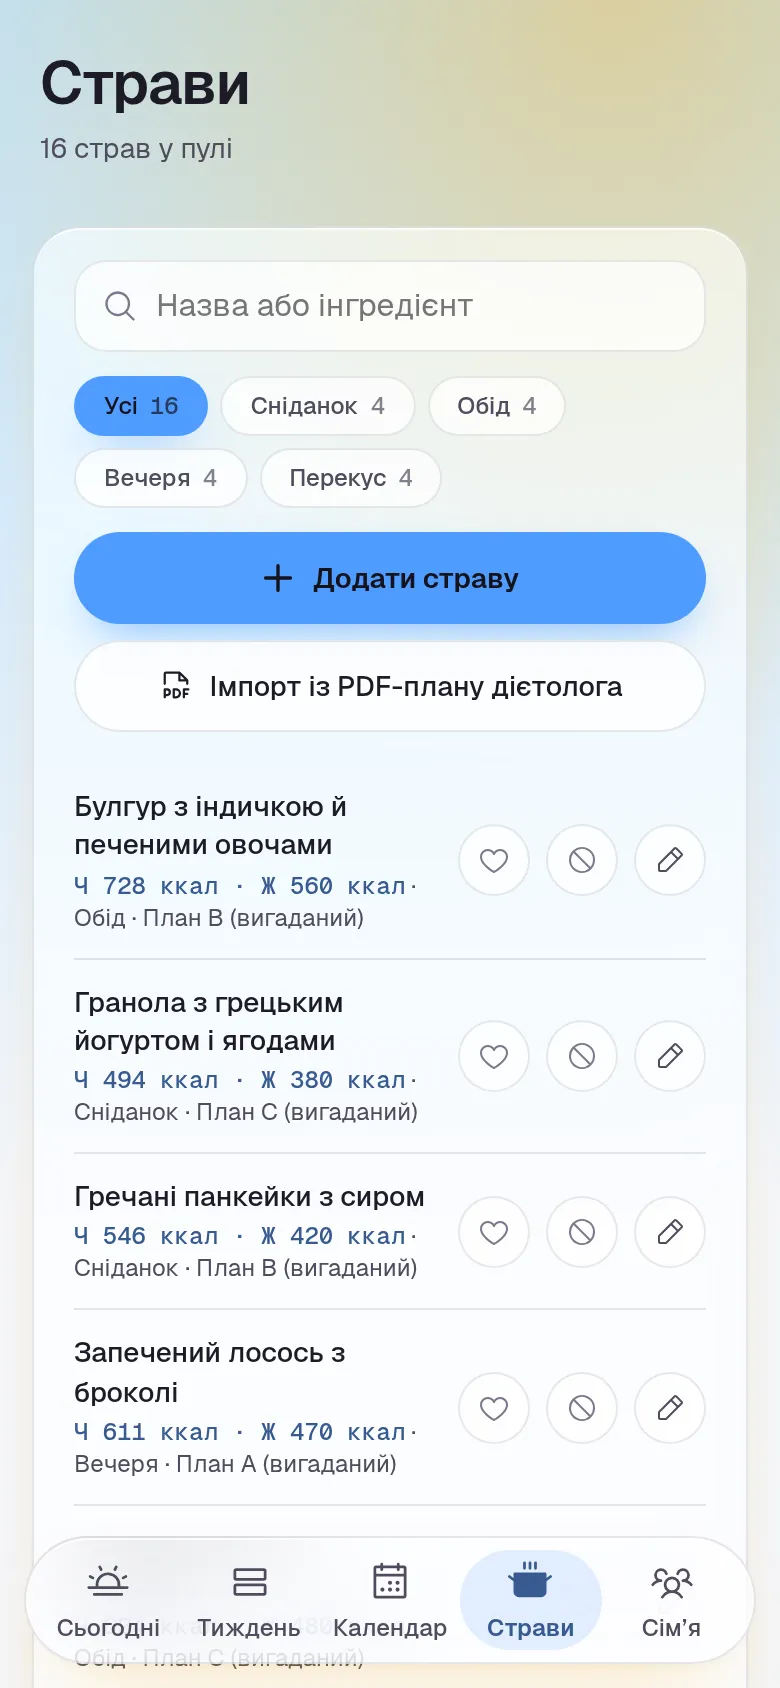 Страви
16 страв у пулі
Назва або інгредієнт
Усі 16 Сніданок 4 Обід 4
Вечеря 4 Перекус 4
Додати страву
PDF Імпорт із PDF-плану дієтолога
Булгур з індичкою й
печеними овочами
Ч 728 ккал · Ж 560 ккал ·
Обід · План B (вигаданий)
Гранола з грецьким
йогуртом і ягодами
Ч 494 ккал · Ж 380 ккал ·
Сніданок · План C (вигаданий)
Гречані панкейки з сиром
Ч 546 ккал · Ж 420 ккал ·
Сніданок · План B (вигаданий)
Запечений лосось з
броколі
Ч 611 ккал · Ж 470 ккал ·
Вечеря · План A (вигаданий)
Сьогодні Тиждень Календар Страви Сім’я
Обід · План C (вигаданий)